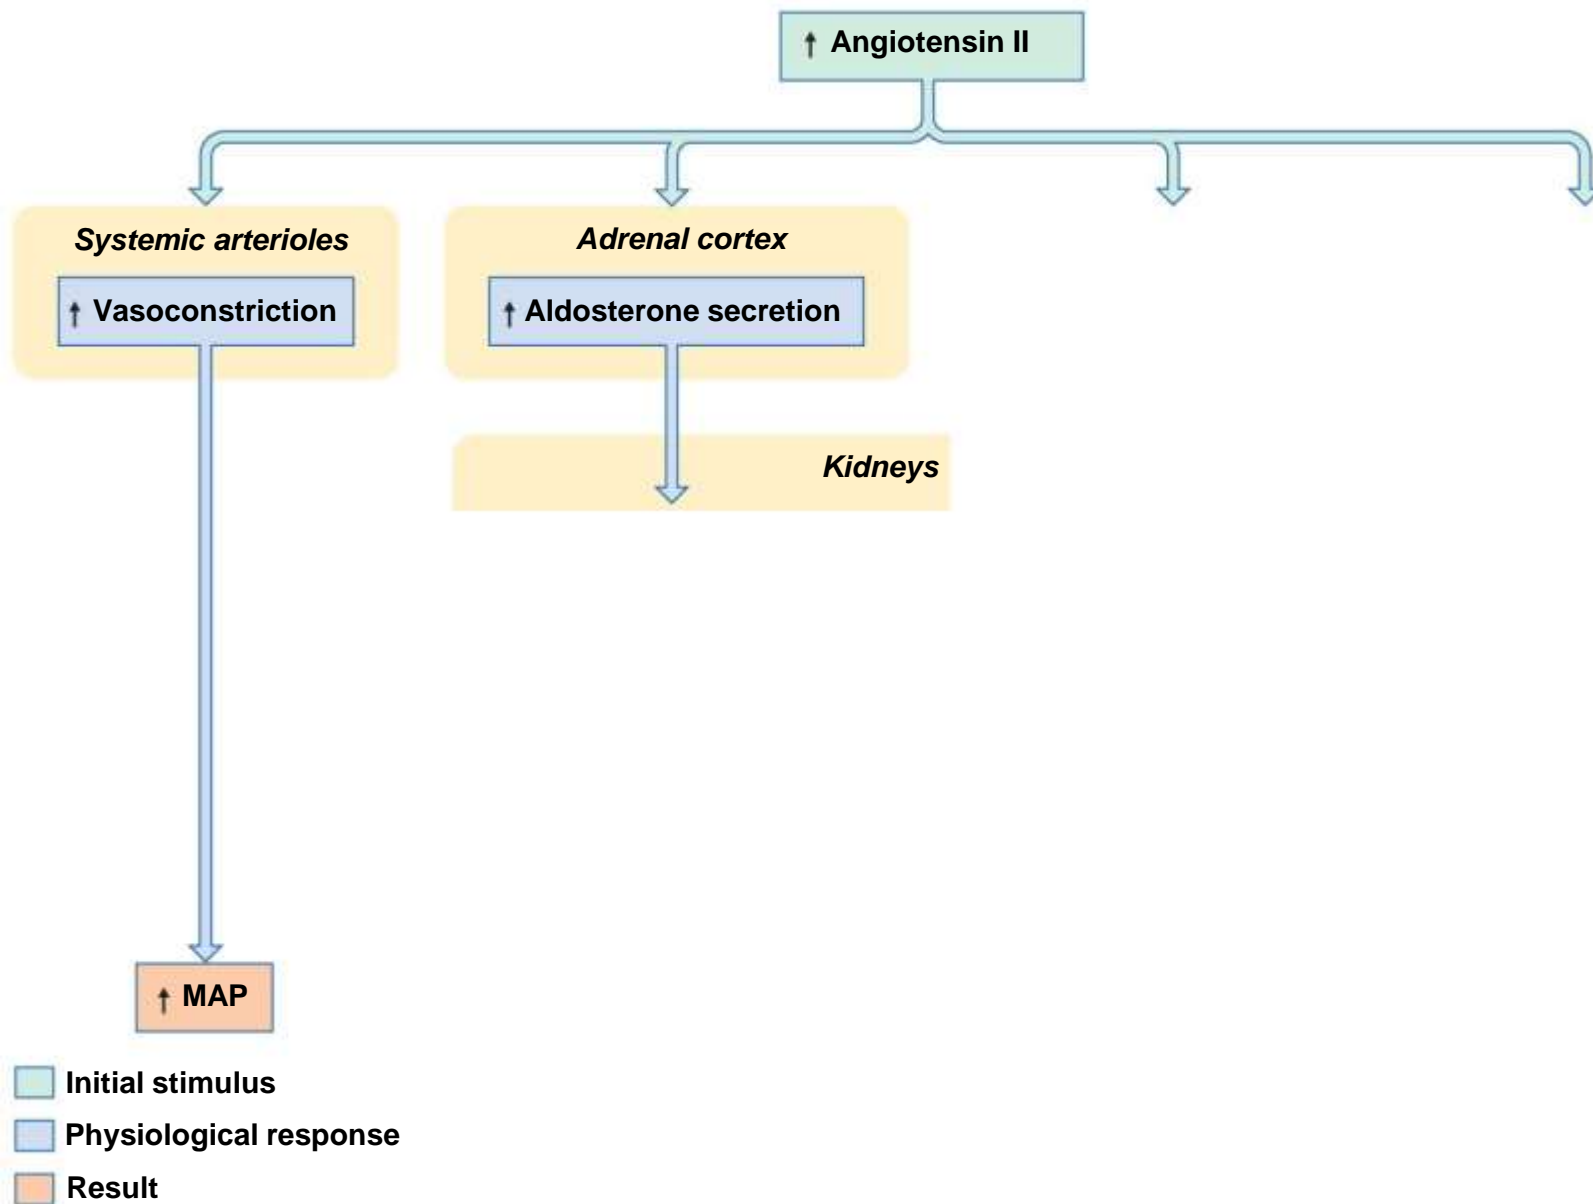 ↑ Angiotensin II
Systemic arterioles
↑ Vasoconstriction
Adrenal cortex
↑ Aldosterone secretion
Kidneys
↑ MAP
Initial stimulus
Physiological response
Result